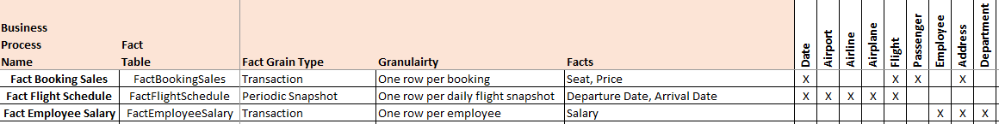 Business Process Name Fact Table Fact Grain Type Granulairty Facts Date Airport Airline Airplane Flight Passenger Employee Address Department
Fact Booking Sales FactBookingSales Transaction One row per booking Seat, Price X X X X
Fact Flight Schedule FactFlightSchedule Periodic Snapshot One row per daily flight snapshot Departure Date, Arrival Date X X X X X
Fact Employee Salary FactEmployeeSalary Transaction One row per employee Salary X X X